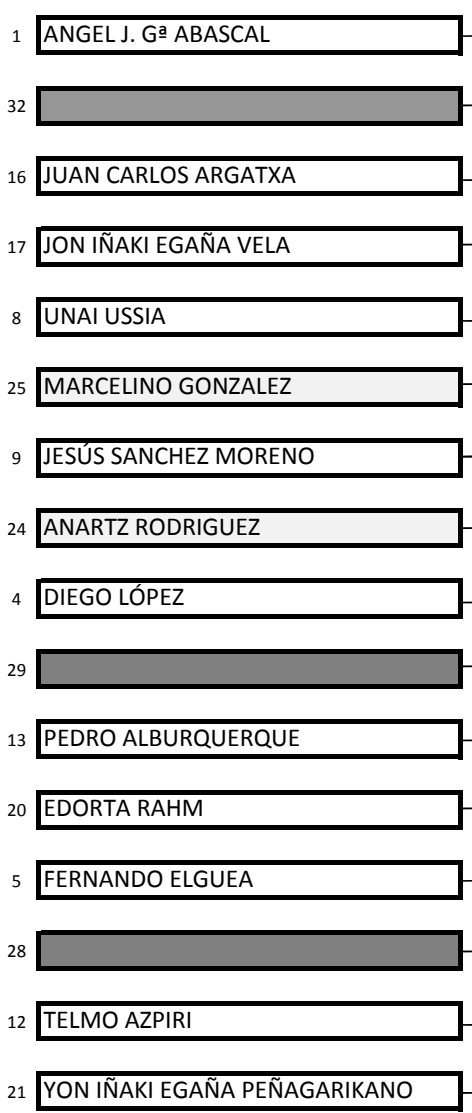 1 ANGEL J. Gª ABASCAL
32
16 JUAN CARLOS ARGATXA
17 JON IÑAKI EGAÑA VELA
8 UNAI USSIA
25 MARCELINO GONZALEZ
9 JESÚS SANCHEZ MORENO
24 ANARTZ RODRIGUEZ
4 DIEGO LÓPEZ
29
13 PEDRO ALBURQUERQUE
20 EDORTA RAHM
5 FERNANDO ELGUEA
28
12 TELMO AZPIRI
21 YON IÑAKI EGAÑA PEÑAGARIKANO